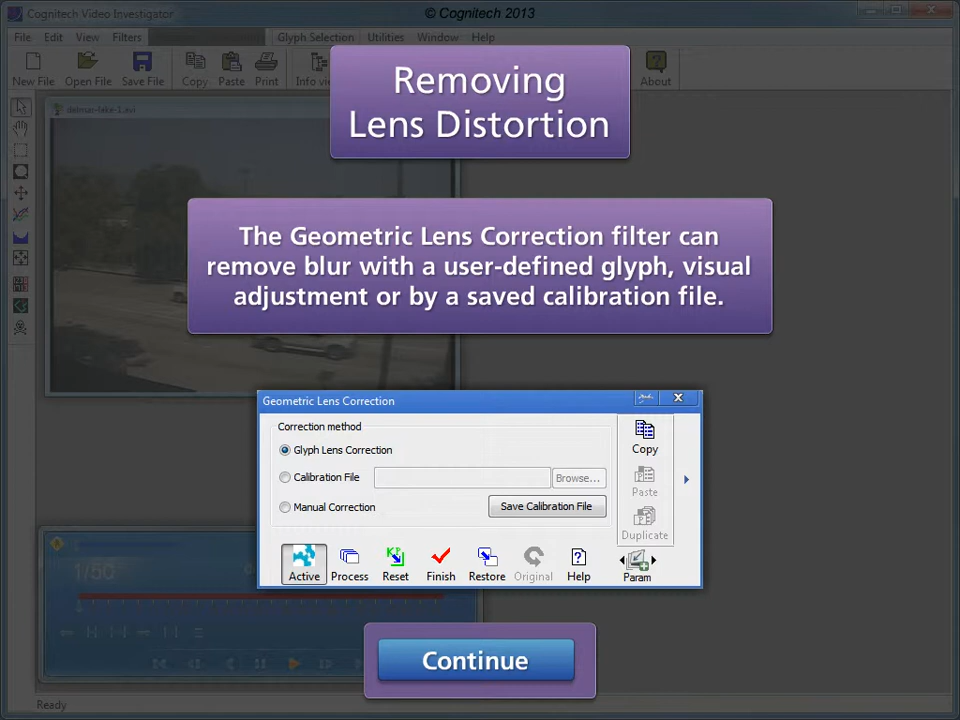 Cognitech Video Investigator
© Cognitech 2013
File Edit View Filters Glyph Selection Utilities Window Help
New File Open File Save File Copy Paste Print About
Removing
Lens Distortion
The Geometric Lens Correction filter can
remove blur with a user-defined glyph, visual
adjustment or by a saved calibration file.
Geometric Lens Correction
Correction method
Glyph Lens Correction
Calibration File Browse...
Manual Correction Save Calibration File
Copy
Paste
Duplicate
Active Process Reset Finish Restore Original Help Param
1/50
Continue
Ready